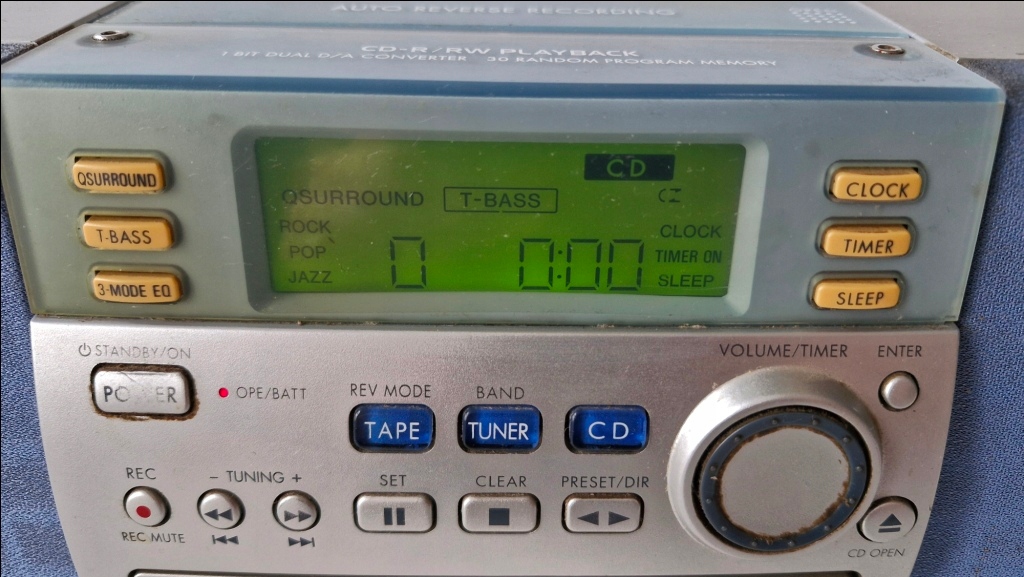 AUTO REVERSE RECORDING
CD-R/RW PLAYBACK
1 BIT DUAL D/A CONVERTER 30 RANDOM PROGRAM MEMORY
CD
QSURROUND
QSURROUND T-BASS
CLOCK
ROCK
CLOCK
T-BASS
POP
0 0:00
TIMER ON
TIMER
JAZZ
SLEEP
3-MODE EQ
SLEEP
STANDBY/ON
VOLUME/TIMER ENTER
POWER
OPE/BATT
REV MODE BAND
TAPE TUNER CD
REC - TUNING + SET CLEAR PRESET/DIR
REC MUTE
CD OPEN